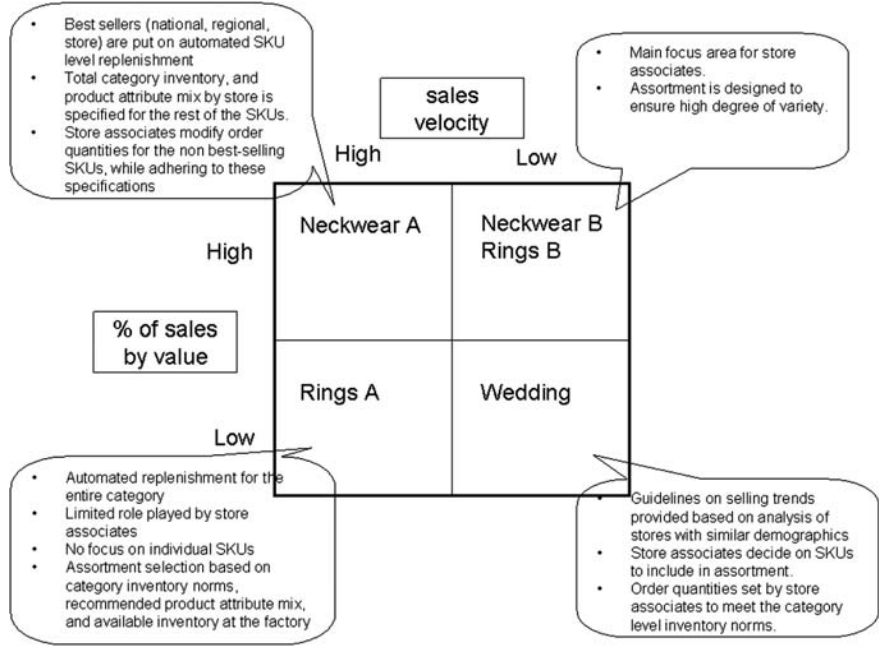 • Best sellers (national, regional,
store) are put on automated SKU
level replenishment
• Total category inventory, and
product attribute mix by store is
specified for the rest of the SKUs.
• Store associates modify order
quantities for the non best-selling
SKUs, while adhering to these
specifications
sales
velocity
• Main focus area for store
associates.
• Assortment is designed to
ensure high degree of variety.
High
Low
High
Neckwear A
Neckwear B
Rings B
% of sales
by value
Low
Rings A
Wedding
• Automated replenishment for the
entire category
• Limited role played by store
associates
• No focus on individual SKUs
• Assortment selection based on
category inventory norms,
recommended product attribute mix,
and available inventory at the factory
• Guidelines on selling trends
provided based on analysis of
stores with similar demographics
• Store associates decide on SKUs
to include in assortment.
• Order quantities set by store
associates to meet the category
level inventory norms.